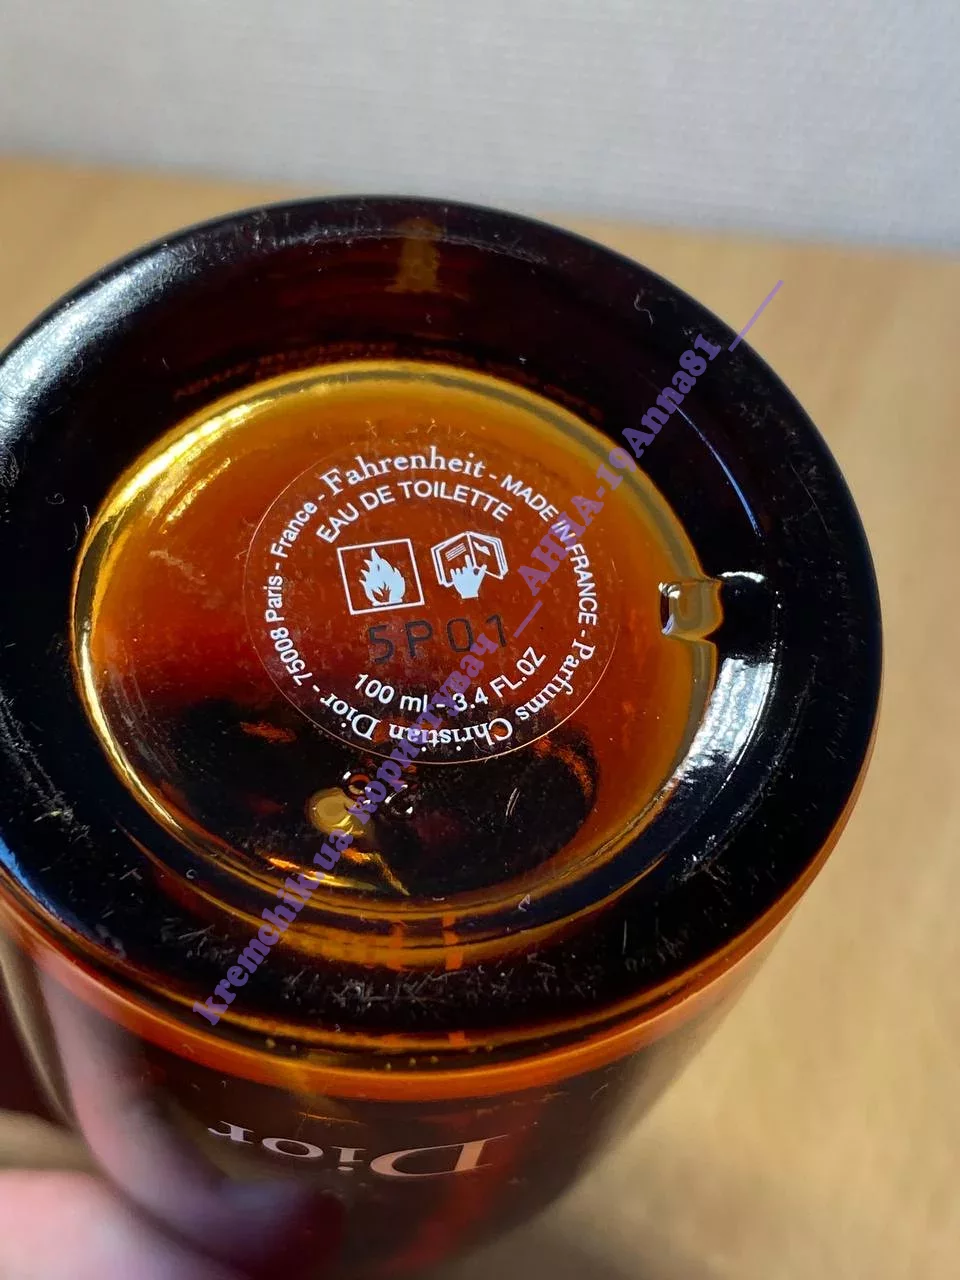 Fahrenheit - MADE IN FRANCE - Parfums Christian Dior - 75008 Paris - France -
EAU DE TOILETTE
5P01
100 ml - 3.4 FL.OZ
Dior
kremchik.ua користувач __АННА-19Anna81___